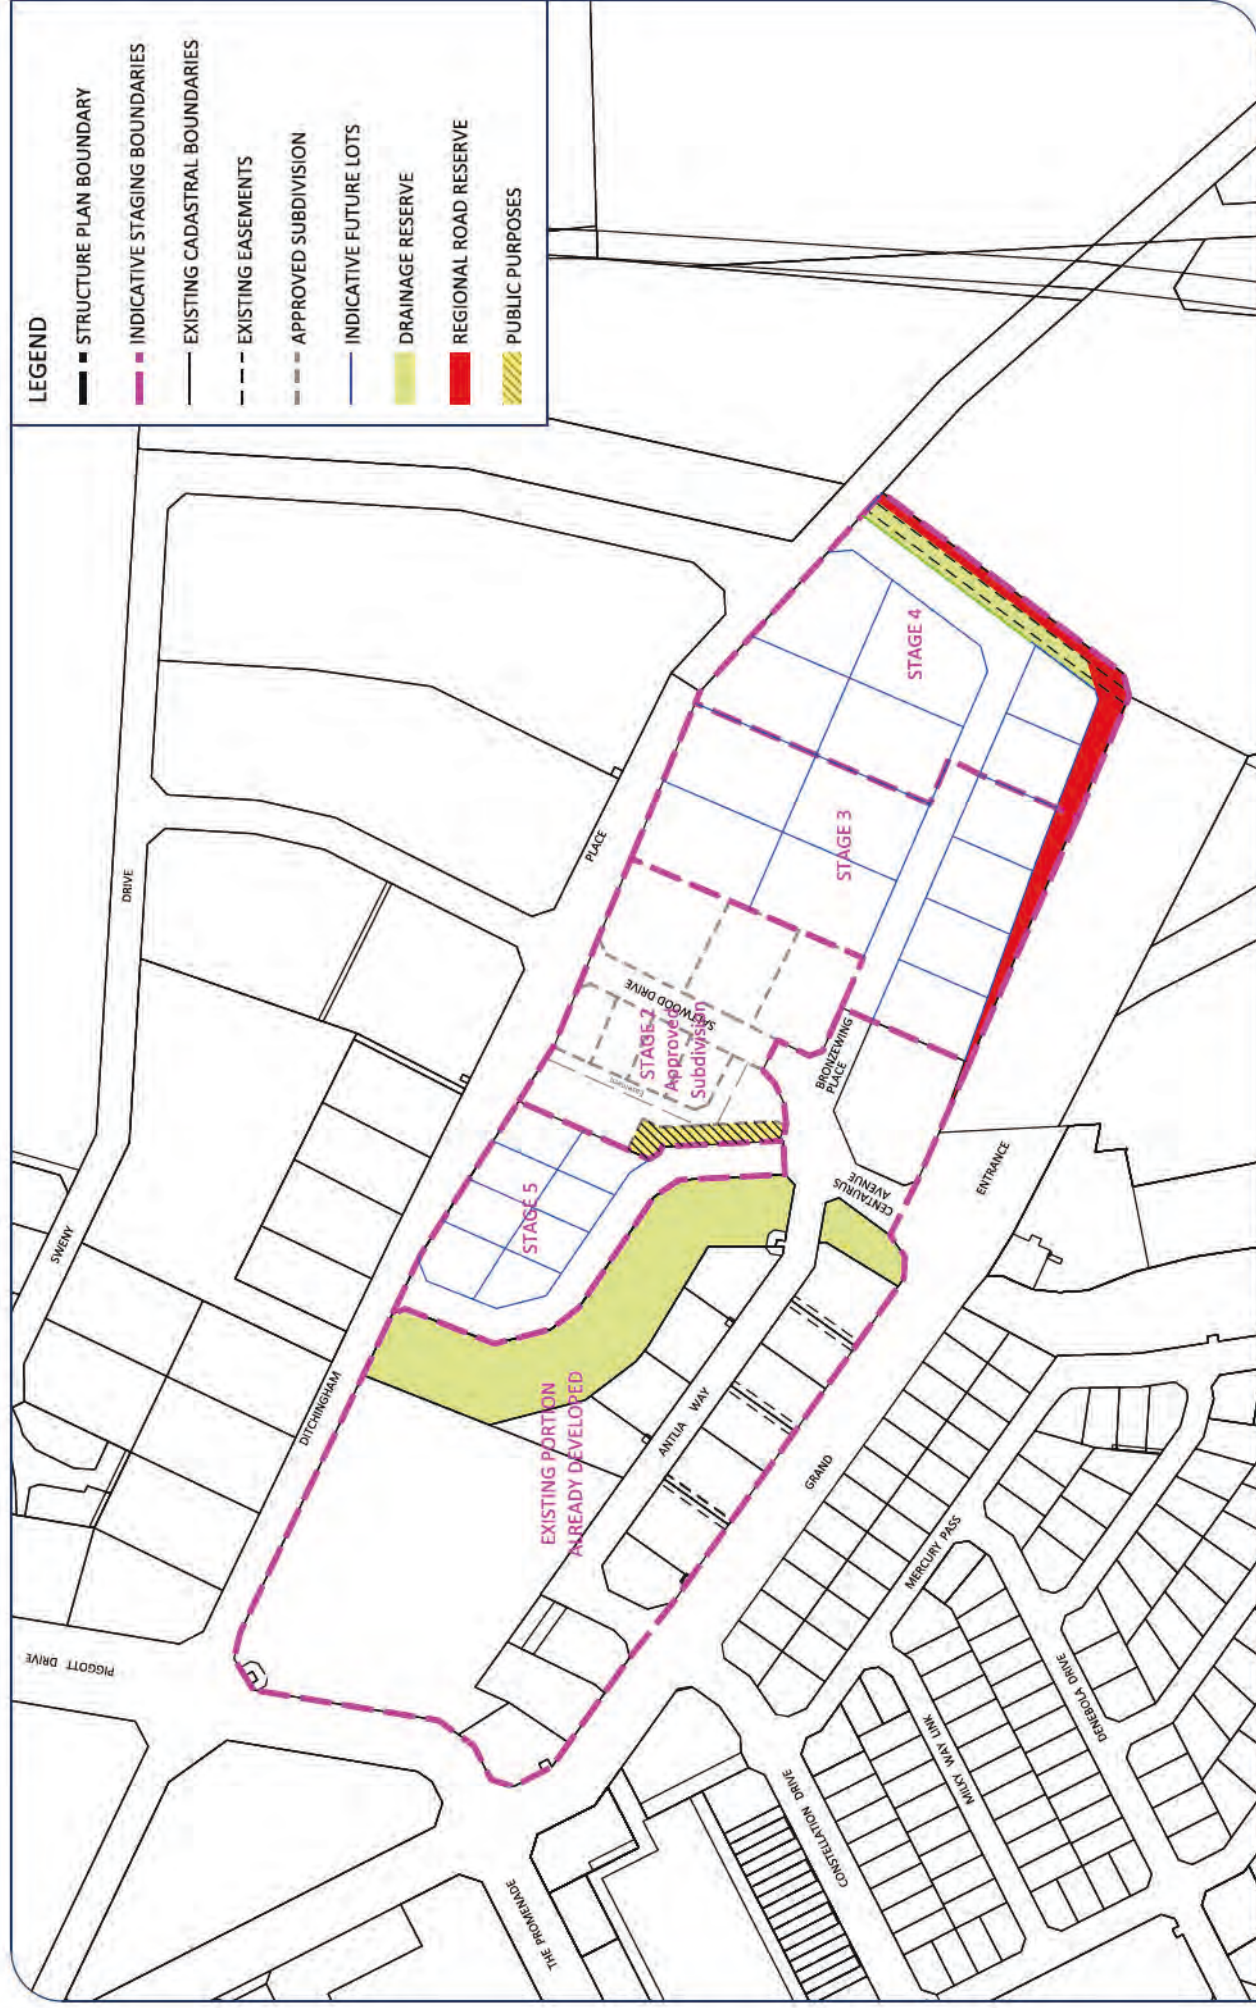 LEGEND
STRUCTURE PLAN BOUNDARY
INDICATIVE STAGING BOUNDARIES
EXISTING CADASTRAL BOUNDARIES
EXISTING EASEMENTS
APPROVED SUBDIVISION
INDICATIVE FUTURE LOTS
DRAINAGE RESERVE
REGIONAL ROAD RESERVE
PUBLIC PURPOSES
PIGGOTT DRIVE
SWENY
DRIVE
DITCHINGHAM
PLACE
STAGE 5
STAGE 2
Approved
Subdivision
Easement
SALTWOOD DRIVE
STAGE 3
STAGE 4
EXISTING PORTION
ALREADY DEVELOPED
ANTLIA WAY
BRONZEWING
PLACE
CENTAURUS
AVENUE
GRAND
ENTRANCE
THE PROMENADE
MERCURY PASS
CONSTELLATION DRIVE
MILKY WAY LINK
DENEBOLA DRIVE